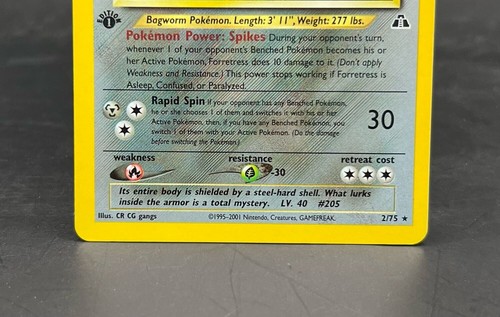 EDITION
1
Bagworm Pokémon. Length: 3' 11", Weight: 277 lbs.
Pokémon Power: Spikes During your opponent's turn,
whenever 1 of your opponent's Benched Pokémon becomes his or
her Active Pokémon, Forretress does 10 damage to it. (Don't apply
Weakness and Resistance.) This power stops working if Forretress is
Asleep, Confused, or Paralyzed.
Rapid Spin If your opponent has any Benched Pokémon,
he or she chooses 1 of them and switches it with his or her
Active Pokémon, then, if you have any Benched Pokémon, you
switch 1 of them with your Active Pokémon. (Do the damage
before switching the Pokémon.)
30
weakness resistance retreat cost
-30
Its entire body is shielded by a steel-hard shell. What lurks
inside the armor is a total mystery. LV. 40 #205
Illus. CR CG gangs ©1995-2001 Nintendo, Creatures, GAMEFREAK. 2/75 ★